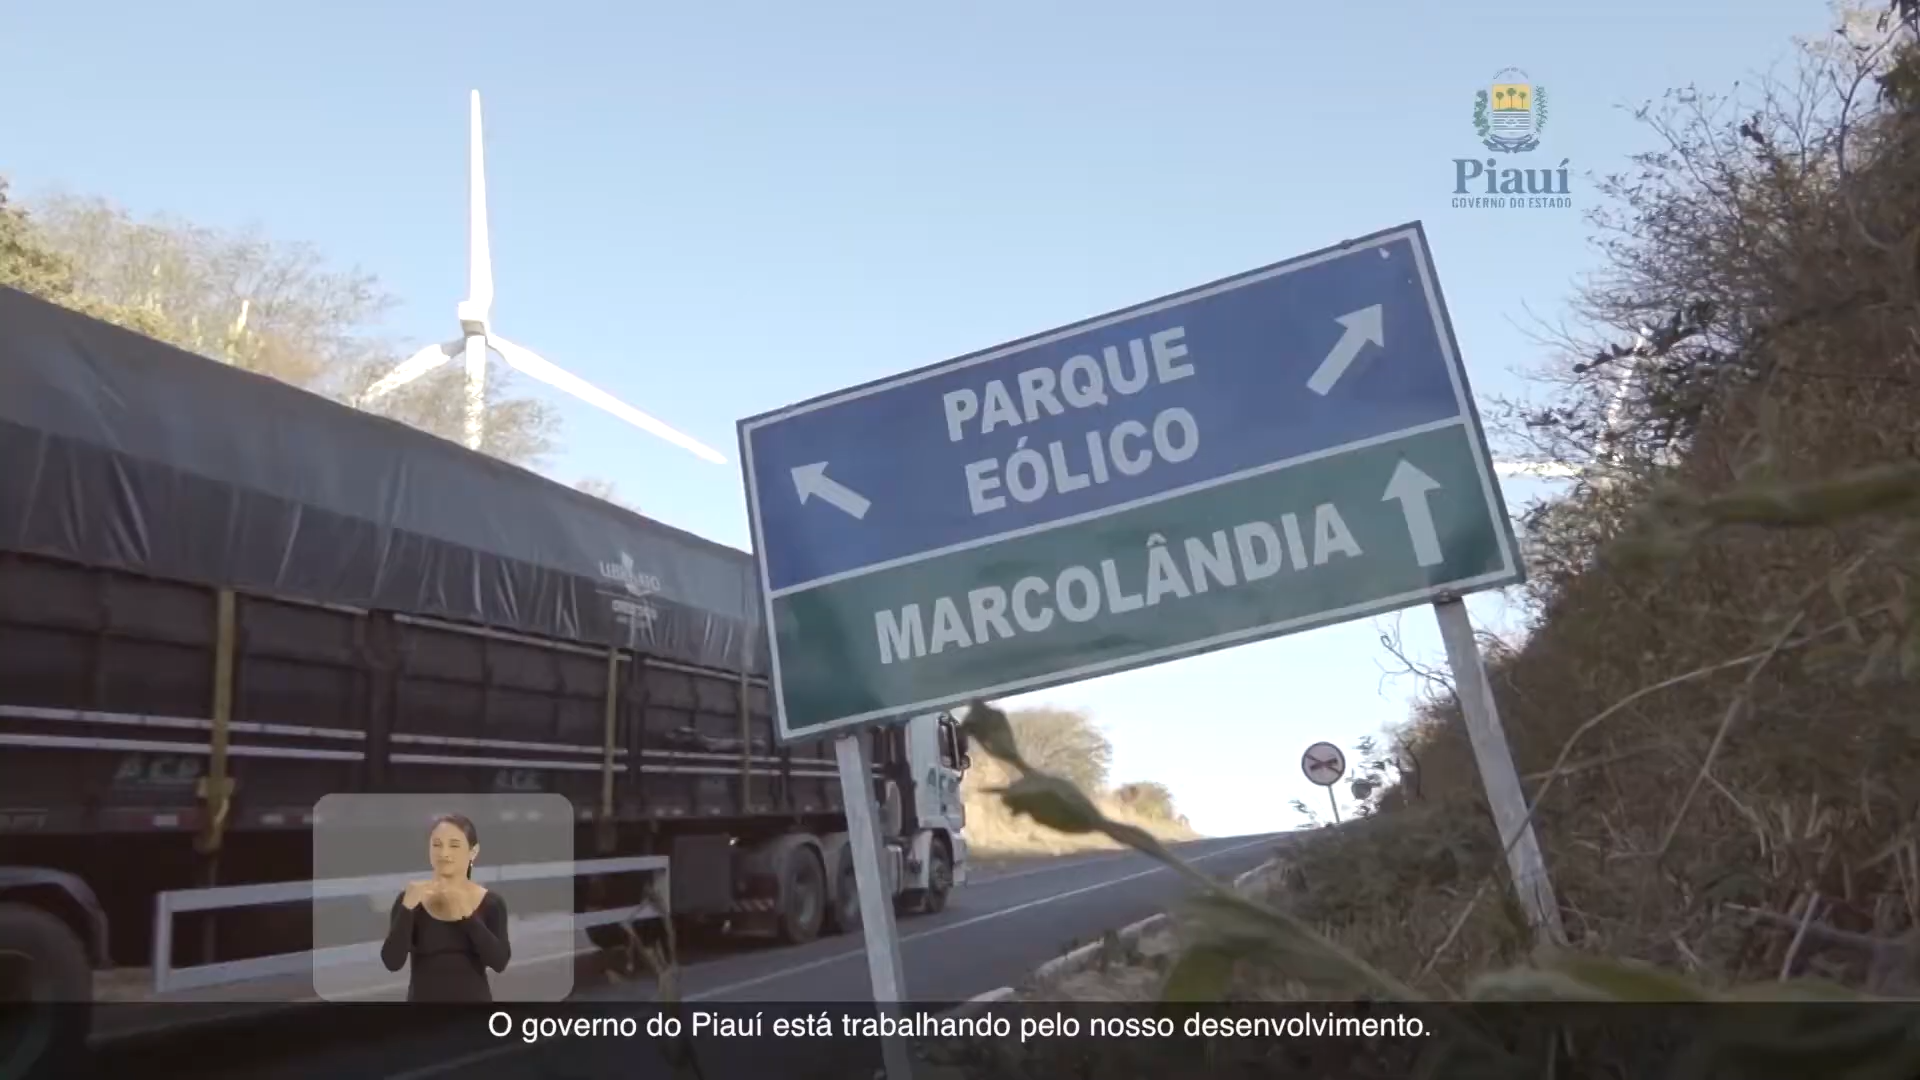 Piauí
GOVERNO DO ESTADO
PARQUE
EÓLICO
MARCOLÂNDIA
O governo do Piauí está trabalhando pelo nosso desenvolvimento.